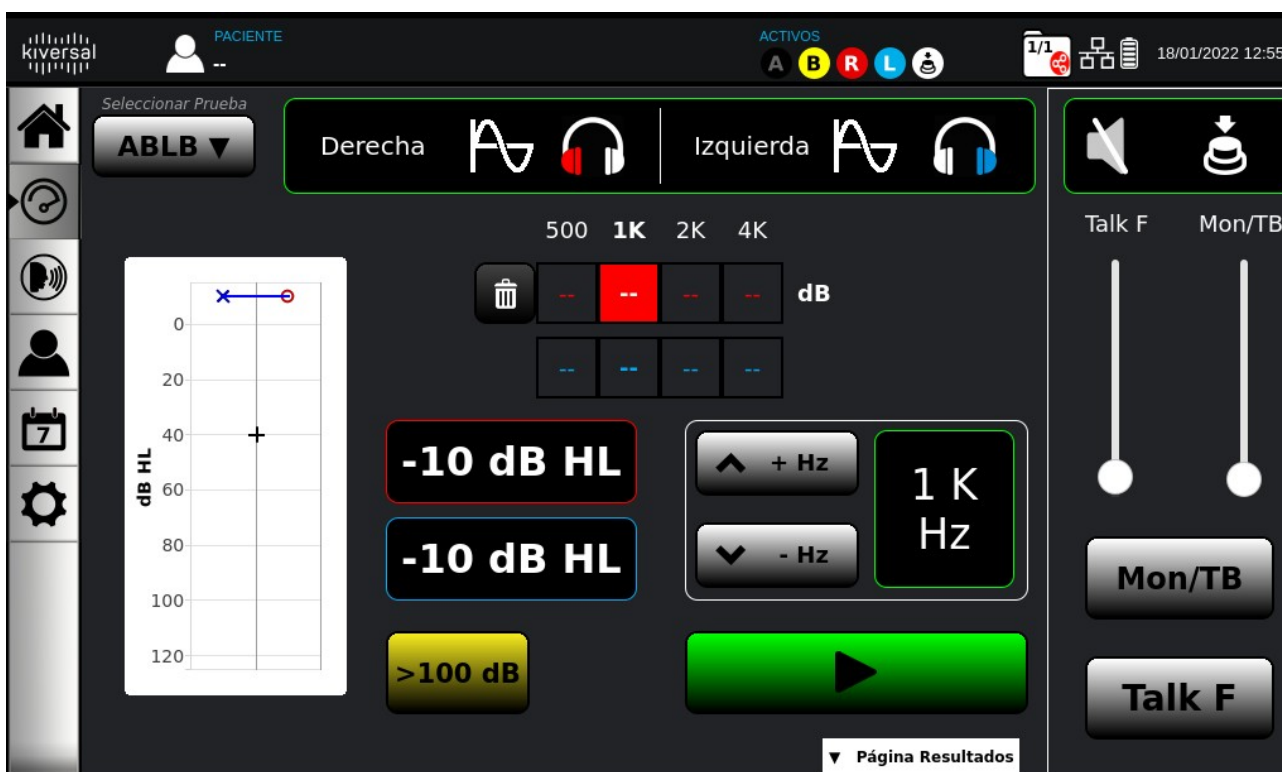 kiversal
PACIENTE
--
ACTIVOS
A B R L
1/1
18/01/2022 12:55
Seleccionar Prueba
ABLB ▼
Derecha
Izquierda
Talk F
Mon/TB
500 1K 2K 4K
-- -- -- -- dB
-- -- -- --
0
20
40
60
80
100
120
dB HL
7
-10 dB HL
-10 dB HL
+ Hz
- Hz
1 K
Hz
>100 dB
Mon/TB
Talk F
▼ Página Resultados